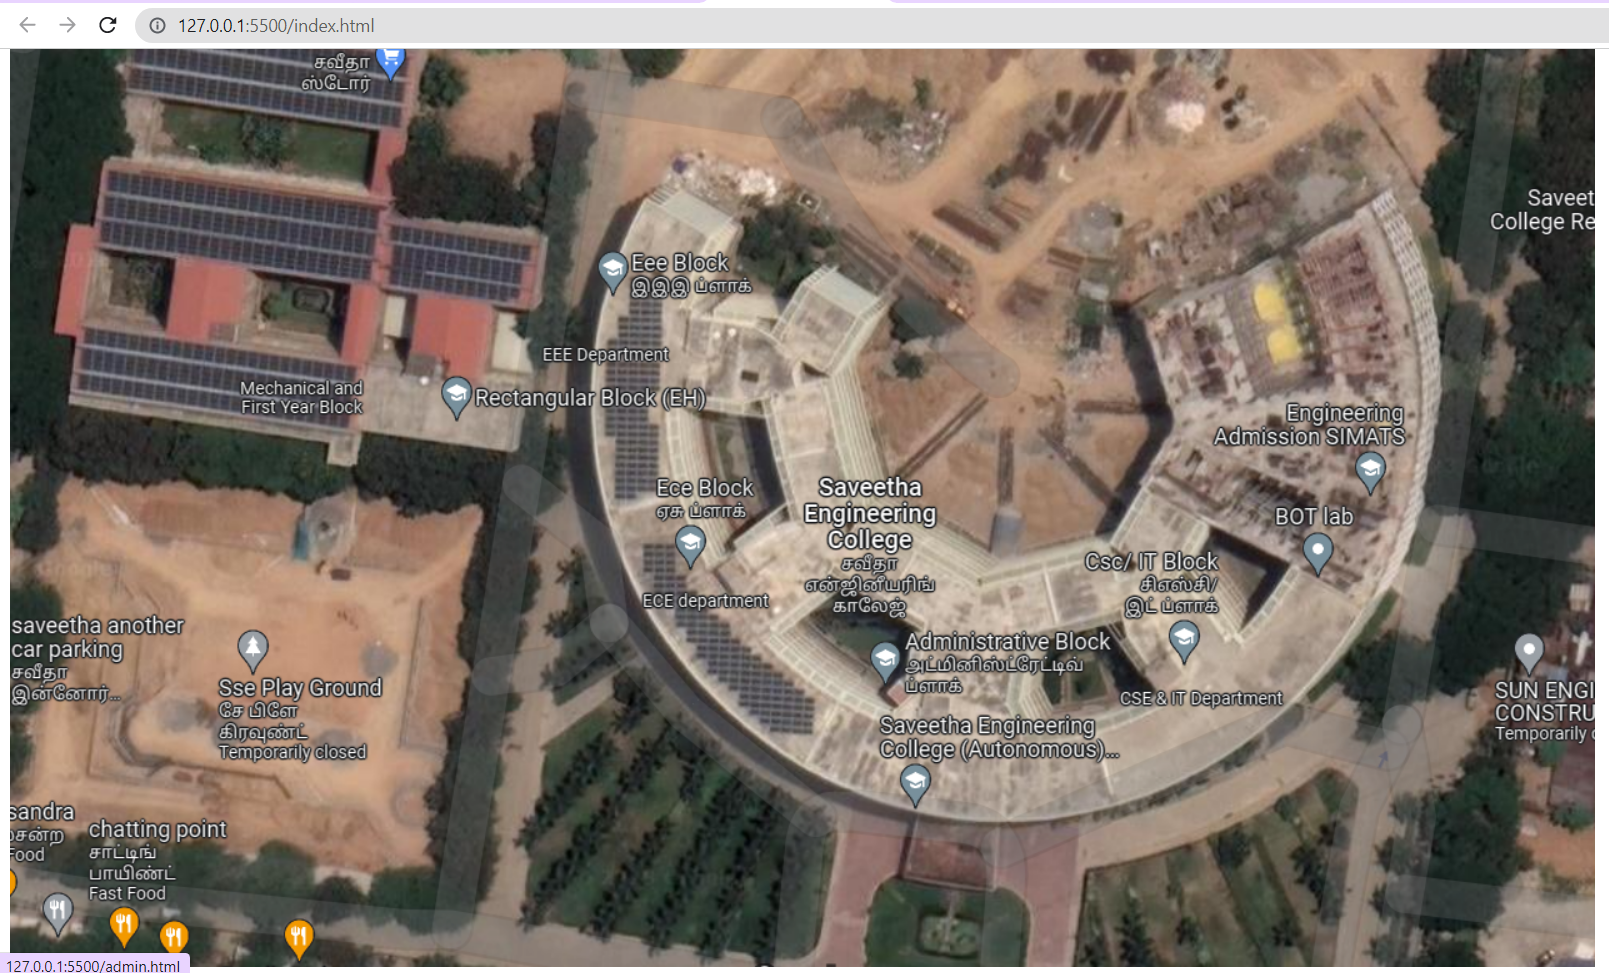 127.0.0.1:5500/index.html
சவீதா
ஸ்டோர்
Saveet
College Re
Eee Block
இஇஇ ப்ளாக்
EEE Department
Mechanical and
First Year Block
Rectangular Block (EH)
Engineering
Admission SIMATS
Ece Block
ஏசு ப்ளாக்
Saveetha
Engineering
College
சவீதா
என்ஜினீயரிங்
காலேஜ்
BOT lab
Csc/ IT Block
சிஎஸ்சி/
இட் ப்ளாக்
ECE department
saveetha another
car parking
சவீதா
இன்னோர்...
Administrative Block
அட்மினிஸ்ட்ரேட்டிவ்
ப்ளாக்
Sse Play Ground
சே பிளே
கிரவுண்ட்
Temporarily closed
CSE & IT Department
SUN ENGI
CONSTRU
Temporarily c
Saveetha Engineering
College (Autonomous)...
sandra
சன்ற
Food
chatting point
சாட்டிங்
பாயிண்ட்
Fast Food
127.0.0.1:5500/admin.html